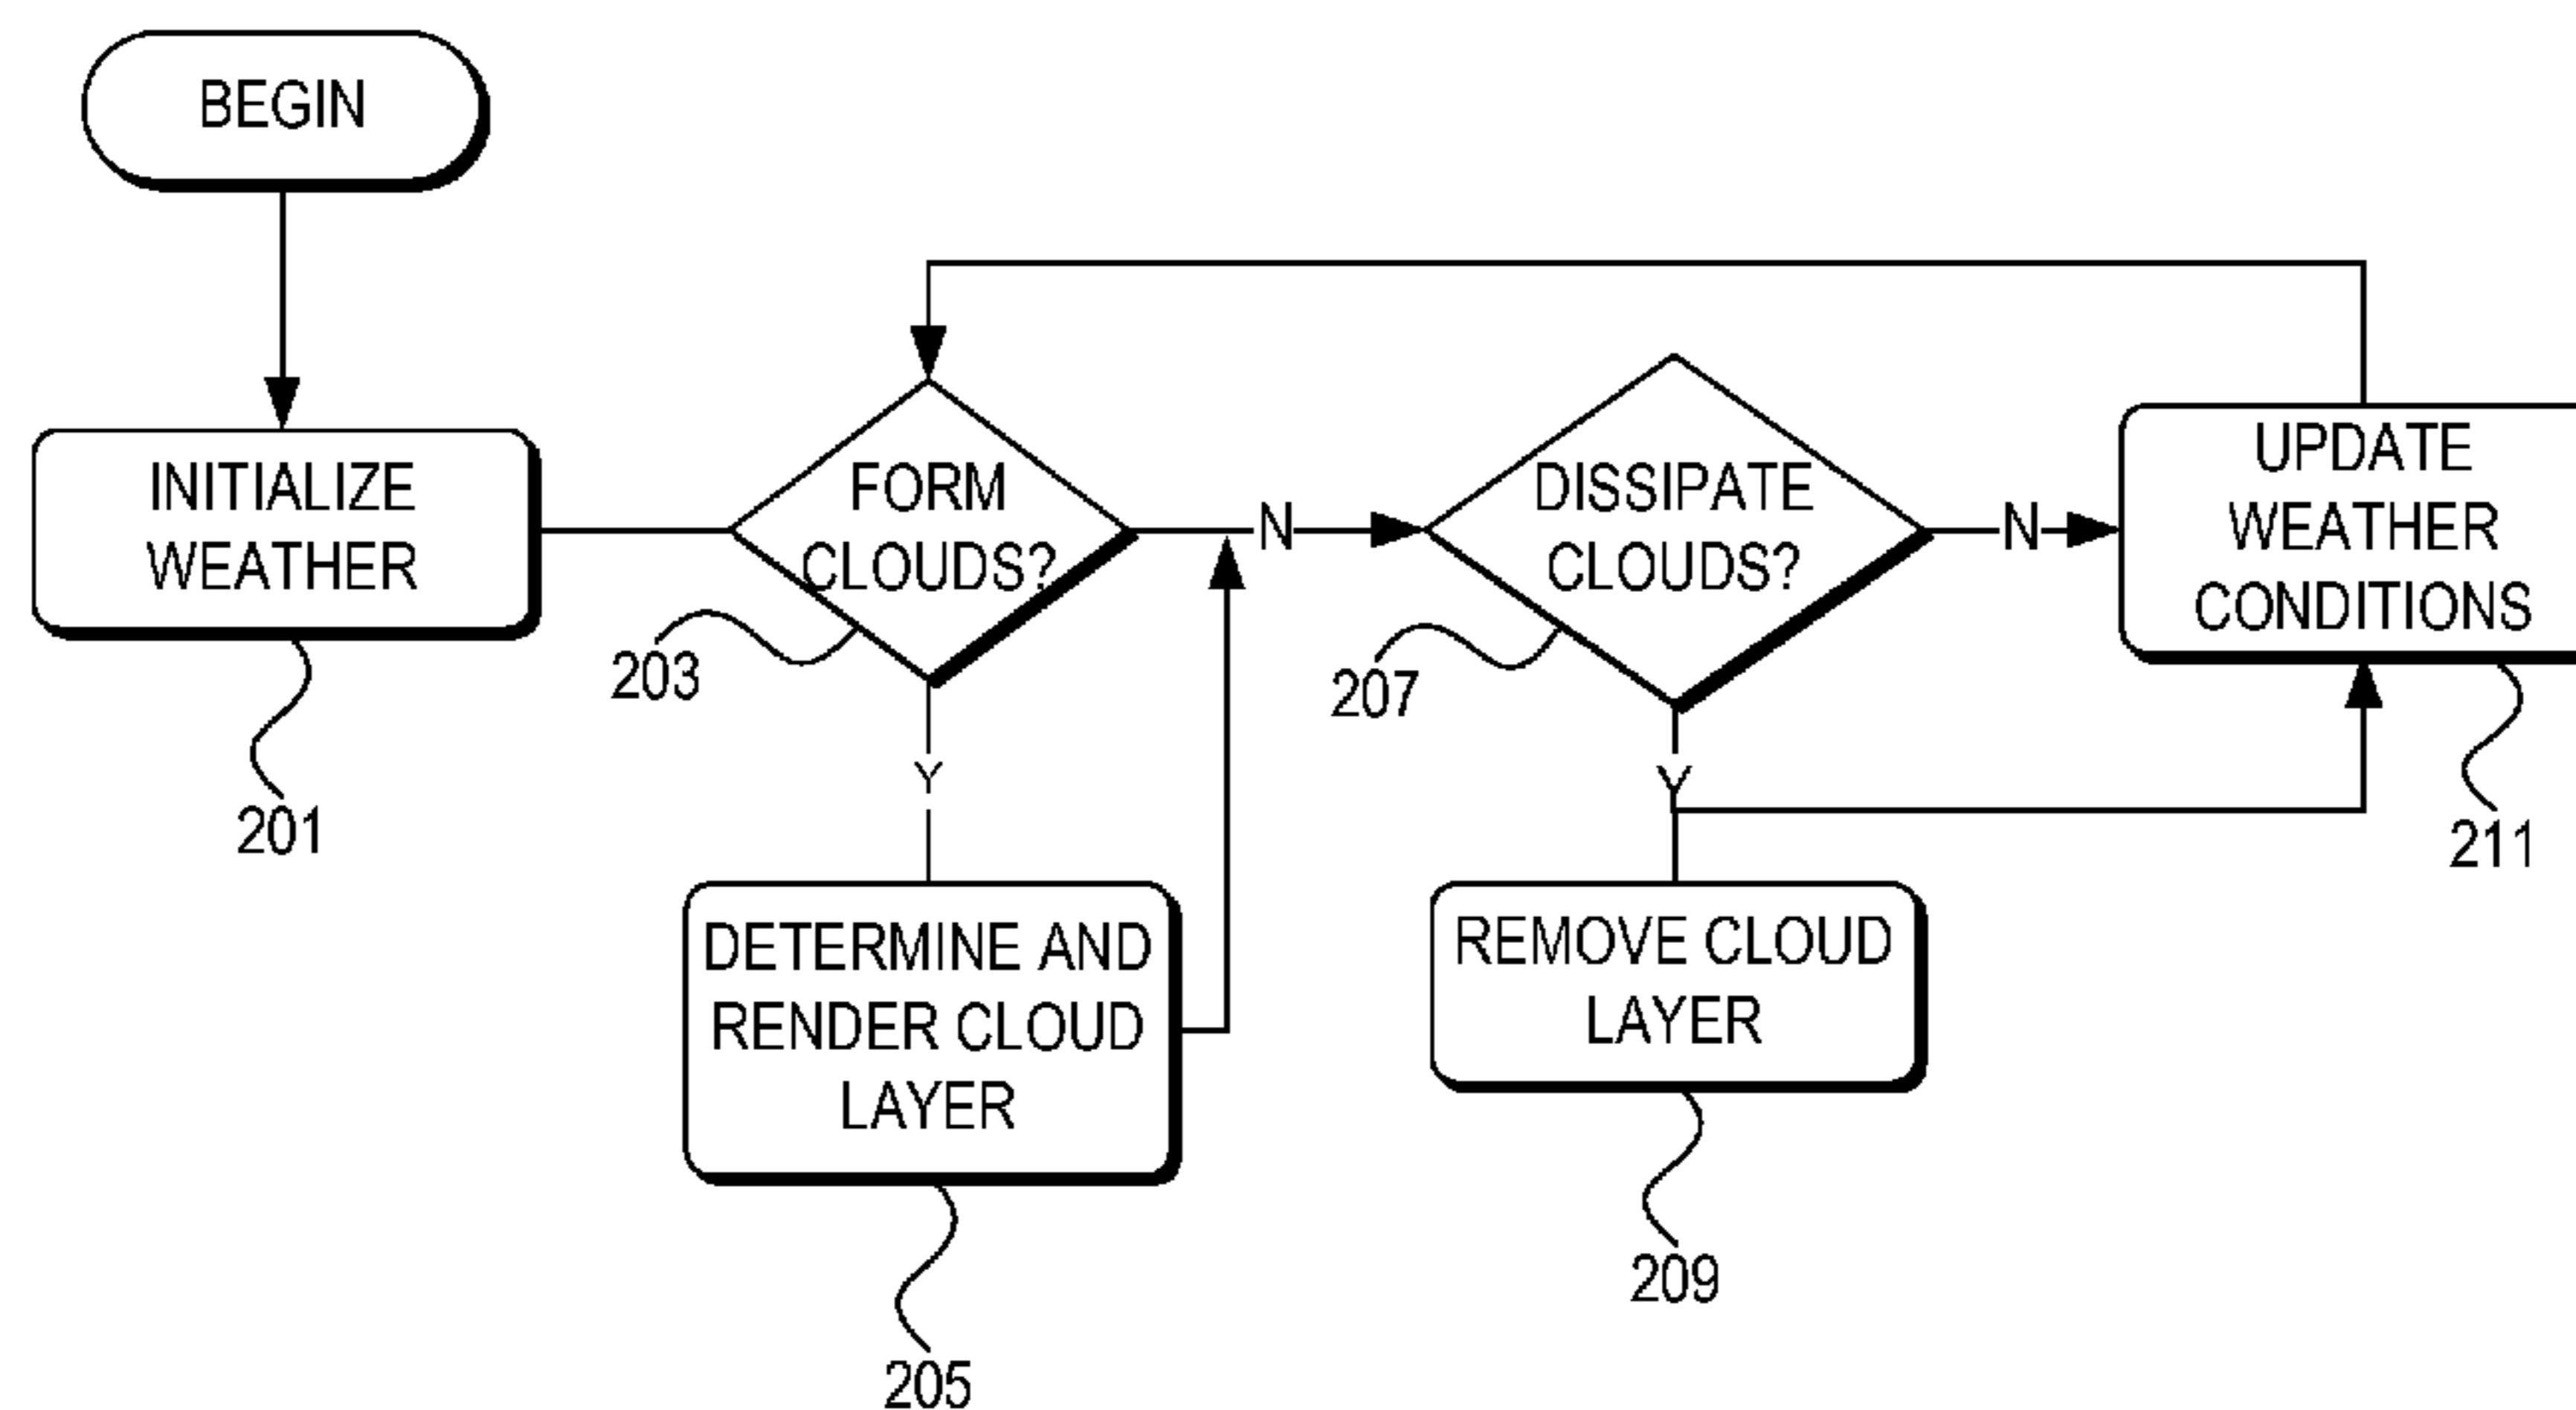 BEGIN
INITIALIZE
WEATHER
201
FORM
CLOUDS?
203
N
Y
DETERMINE AND
RENDER CLOUD
LAYER
205
DISSIPATE
CLOUDS?
207
N
Y
REMOVE CLOUD
LAYER
209
UPDATE
WEATHER
CONDITIONS
211